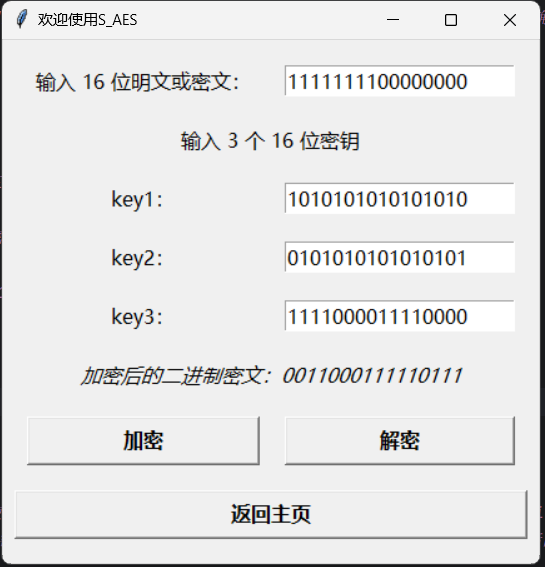 欢迎使用S_AES
输入 16 位明文或密文: 1111111100000000
输入 3 个 16 位密钥
key1: 1010101010101010
key2: 0101010101010101
key3: 1111000011110000
加密后的二进制密文: 0011000111110111
加密 解密
返回主页